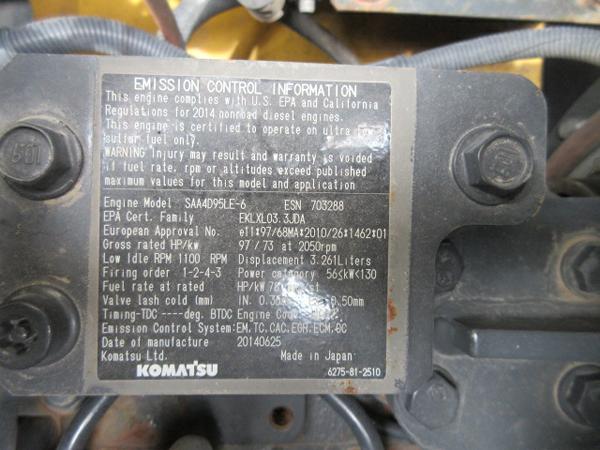 EMISSION CONTROL INFORMATION
This engine complies with U.S. EPA and California
Regulations for 2014 nonroad diesel engines.
This engine is certified to operate on ultra low
sulfur fuel only.
WARNING Injury may result and warranty is voided
if fuel rate, rpm or altitudes exceed published
maximum values for this model and application
Engine Model SAA4D95LE-6 ESN 703288
EPA Cert. Family EKLXL03.3JDA
European Approval No. e11*97/68MA*2010/26*1462*01
Gross rated HP/kw 97 / 73 at 2050rpm
Low Idle RPM 1100 RPM Displacement 3.261Liters
Firing order 1-2-4-3 Power category 56≤kW<130
Fuel rate at rated HP/kW
Valve lash cold (mm) IN.
Timing-TDC ----deg. BTDC Engine
Emission Control System:EM,TC,CAC,EGR,ECM,OC
Date of manufacture 20140625
Komatsu Ltd. Made in Japan
KOMATSU 6275-81-2510